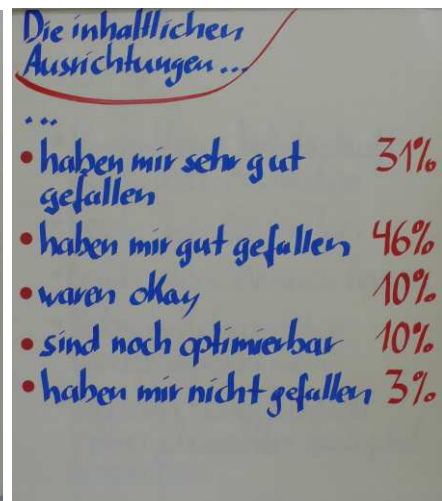 Die inhaltlichen
Ausrichtungen...
...
• haben mir sehr gut 31%
gefallen
• haben mir gut gefallen 46%
• waren okay 10%
• sind noch optimierbar 10%
• haben mir nicht gefallen 3%